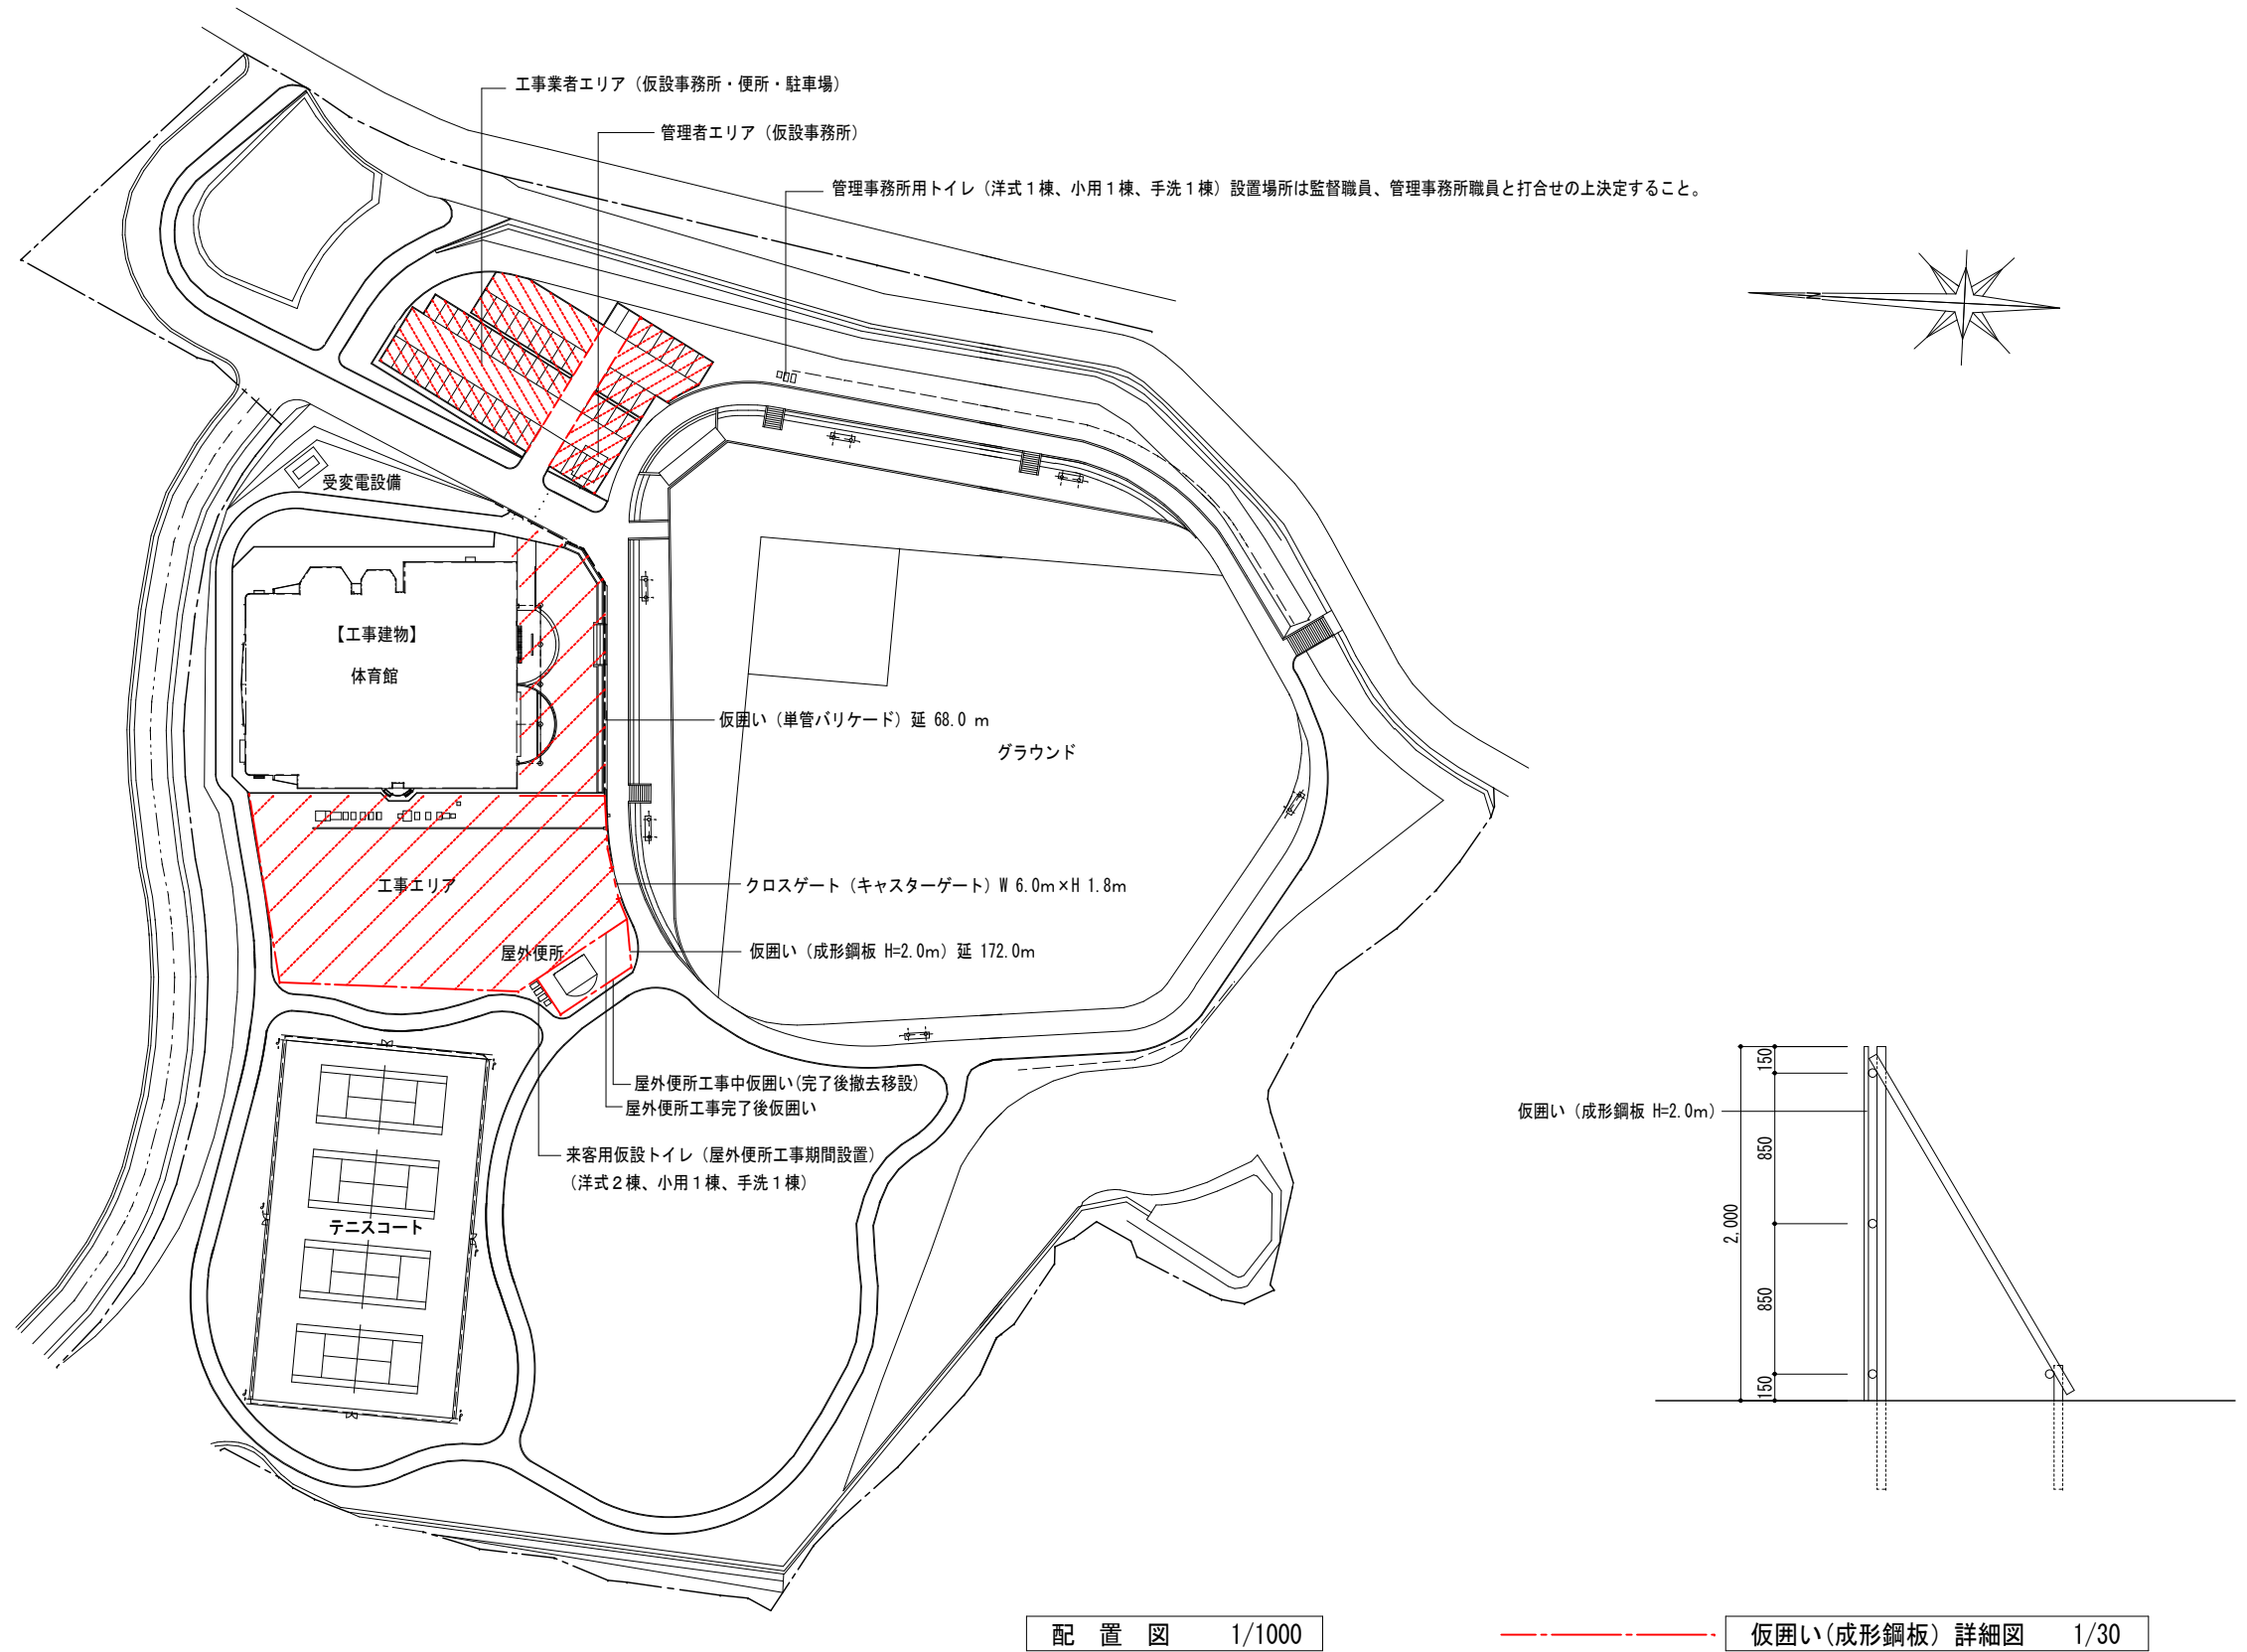 工事業者エリア（仮設事務所・便所・駐車場）
管理者エリア（仮設事務所）
管理事務所用トイレ（洋式１棟、小用１棟、手洗１棟）設置場所は監督職員、管理事務所職員と打合せの上決定すること。
N
受変電設備
【工事建物】
体育館
仮囲い（単管バリケード）延 68.0 m
グラウンド
工事エリア
クロスゲート（キャスターゲート）W 6.0m×H 1.8m
屋外便所
仮囲い（成形鋼板 H=2.0m）延 172.0m
屋外便所工事中仮囲い(完了後撤去移設)
屋外便所工事完了後仮囲い
来客用仮設トイレ（屋外便所工事期間設置）
（洋式２棟、小用１棟、手洗１棟）
テニスコート
仮囲い（成形鋼板 H=2.0m）
150
850
2,000
850
150
配 置 図 1/1000
仮囲い(成形鋼板）詳細図 1/30